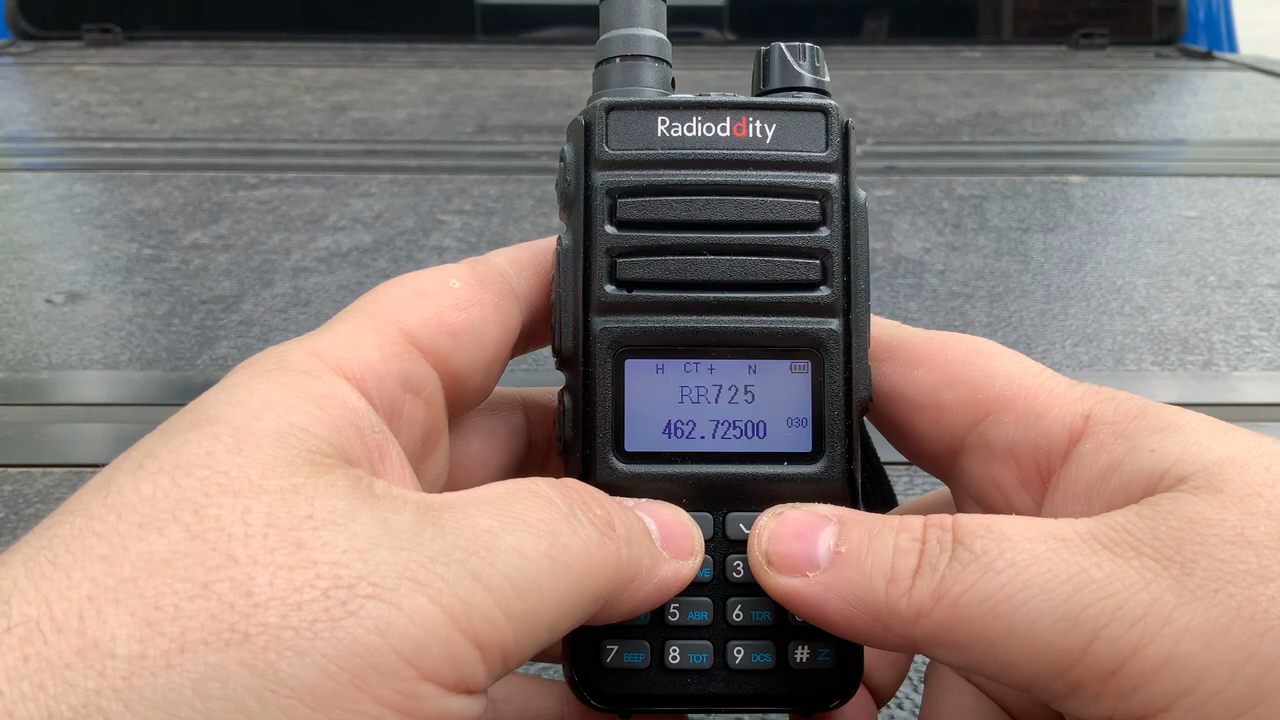 Radioddity
H CT + N
RR725
462.72500 030
3
5 ABR 6 TDR
7 BEEP 8 TOT 9 DCS #